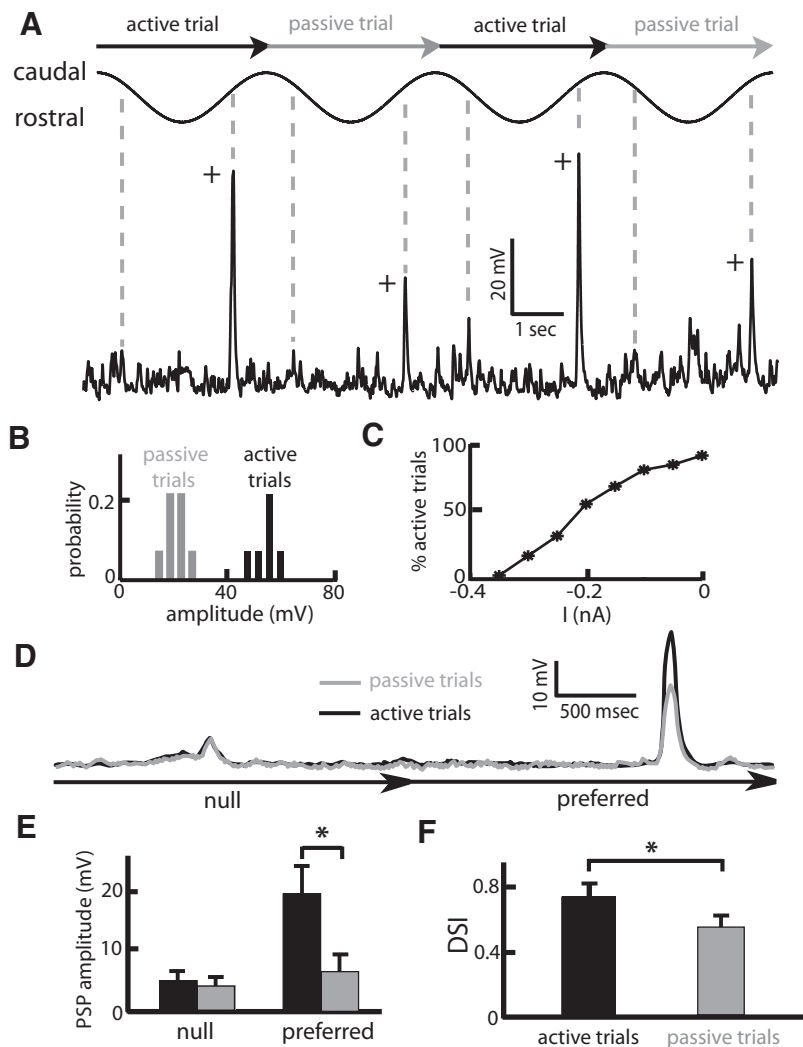 A
active trial
passive trial
active trial
passive trial
caudal
rostral
+
+
+
+
20 mV
1 sec
B
passive
trials
active
trials
probability
0.2
0
0
40
80
amplitude (mV)
C
% active trials
100
50
0
-0.4
-0.2
0
I (nA)
D
passive trials
active trials
10 mV
500 msec
null
preferred
E
PSP amplitude (mV)
20
10
0
*
null
preferred
F
DSI
0.8
0.4
0
*
active trials
passive trials